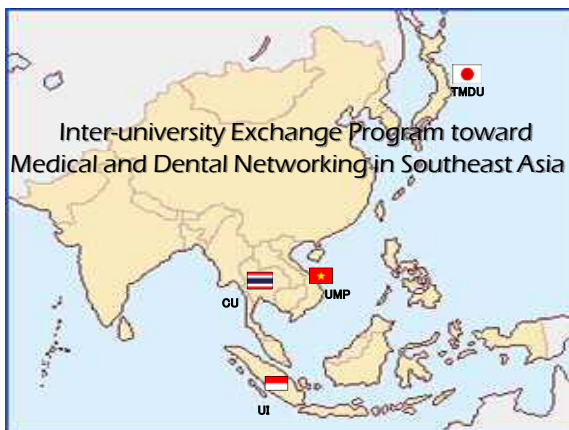 TMDU
Inter-university Exchange Program toward
Medical and Dental Networking in Southeast Asia
CU
UMP
UI